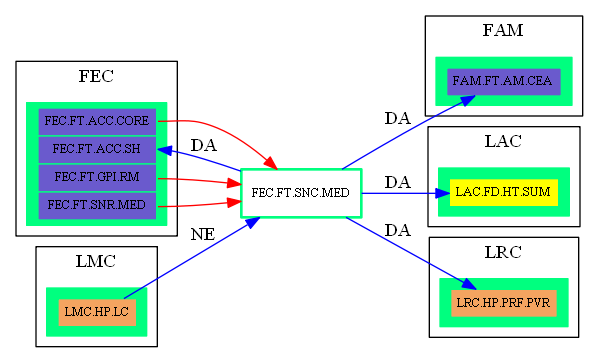 FEC
FEC.FT.ACC.CORE
FEC.FT.ACC.SH
FEC.FT.GPI.RM
FEC.FT.SNR.MED
LMC
LMC.HP.LC
DA
NE
FEC.FT.SNC.MED
DA
DA
DA
FAM
FAM.FT.AM.CEA
LAC
LAC.FD.HT.SUM
LRC
LRC.HP.PRF.PVR